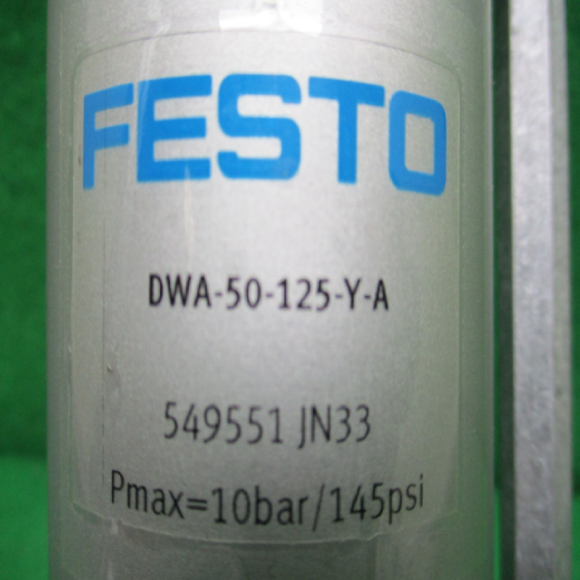 FESTO
DWA-50-125-Y-A
549551 JN33
Pmax=10bar/145psi